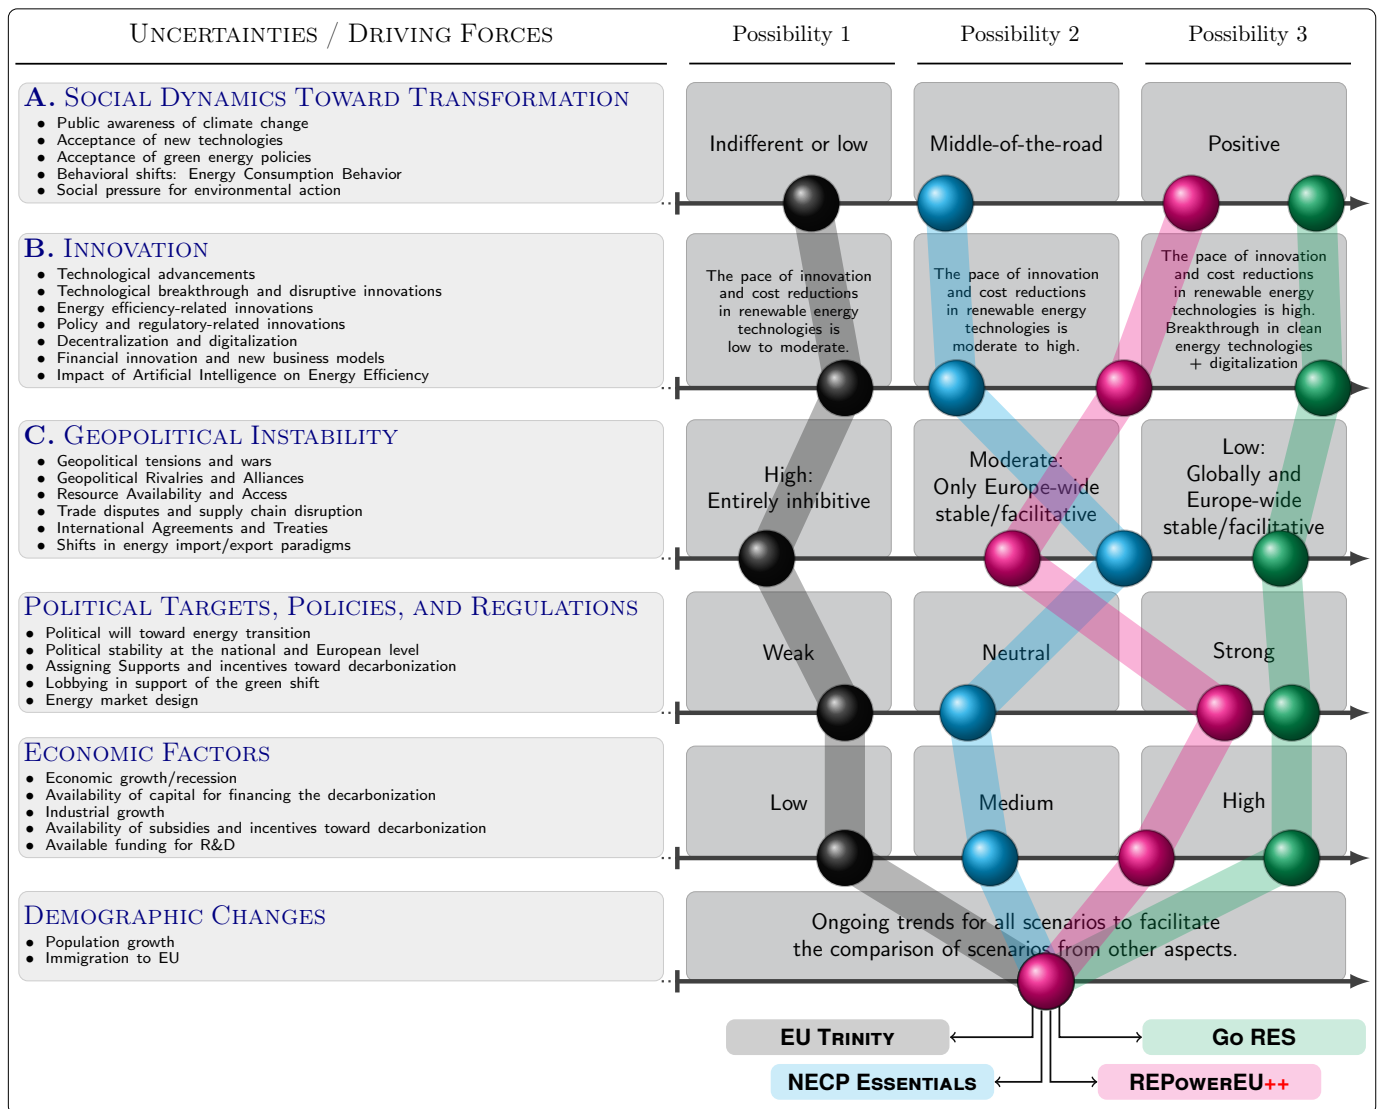 UNCERTAINTIES / DRIVING FORCES
Possibility 1
Possibility 2
Possibility 3
A. SOCIAL DYNAMICS TOWARD TRANSFORMATION
• Public awareness of climate change
• Acceptance of new technologies
• Acceptance of green energy policies
• Behavioral shifts: Energy Consumption Behavior
• Social pressure for environmental action
Indifferent or low
Middle-of-the-road
Positive
B. INNOVATION
• Technological advancements
• Technological breakthrough and disruptive innovations
• Energy efficiency-related innovations
• Policy and regulatory-related innovations
• Decentralization and digitalization
• Financial innovation and new business models
• Impact of Artificial Intelligence on Energy Efficiency
The pace of innovation
and cost reductions
in renewable energy
technologies is
low to moderate.
The pace of innovation
and cost reductions
in renewable energy
technologies is
moderate to high.
The pace of innovation
and cost reductions
in renewable energy
technologies is high.
Breakthrough in clean
energy technologies
+ digitalization
C. GEOPOLITICAL INSTABILITY
• Geopolitical tensions and wars
• Geopolitical Rivalries and Alliances
• Resource Availability and Access
• Trade disputes and supply chain disruption
• International Agreements and Treaties
• Shifts in energy import/export paradigms
High:
Entirely inhibitive
Moderate:
Only Europe-wide
stable/facilitative
Low:
Globally and
Europe-wide
stable/facilitative
POLITICAL TARGETS, POLICIES, AND REGULATIONS
• Political will toward energy transition
• Political stability at the national and European level
• Assigning Supports and incentives toward decarbonization
• Lobbying in support of the green shift
• Energy market design
Weak
Neutral
Strong
ECONOMIC FACTORS
• Economic growth/recession
• Availability of capital for financing the decarbonization
• Industrial growth
• Availability of subsidies and incentives toward decarbonization
• Available funding for R&D
Low
Medium
High
DEMOGRAPHIC CHANGES
• Population growth
• Immigration to EU
Ongoing trends for all scenarios to facilitate
the comparison of scenarios from other aspects.
EU TRINITY
GO RES
NECP ESSENTIALS
REPOWEREU++